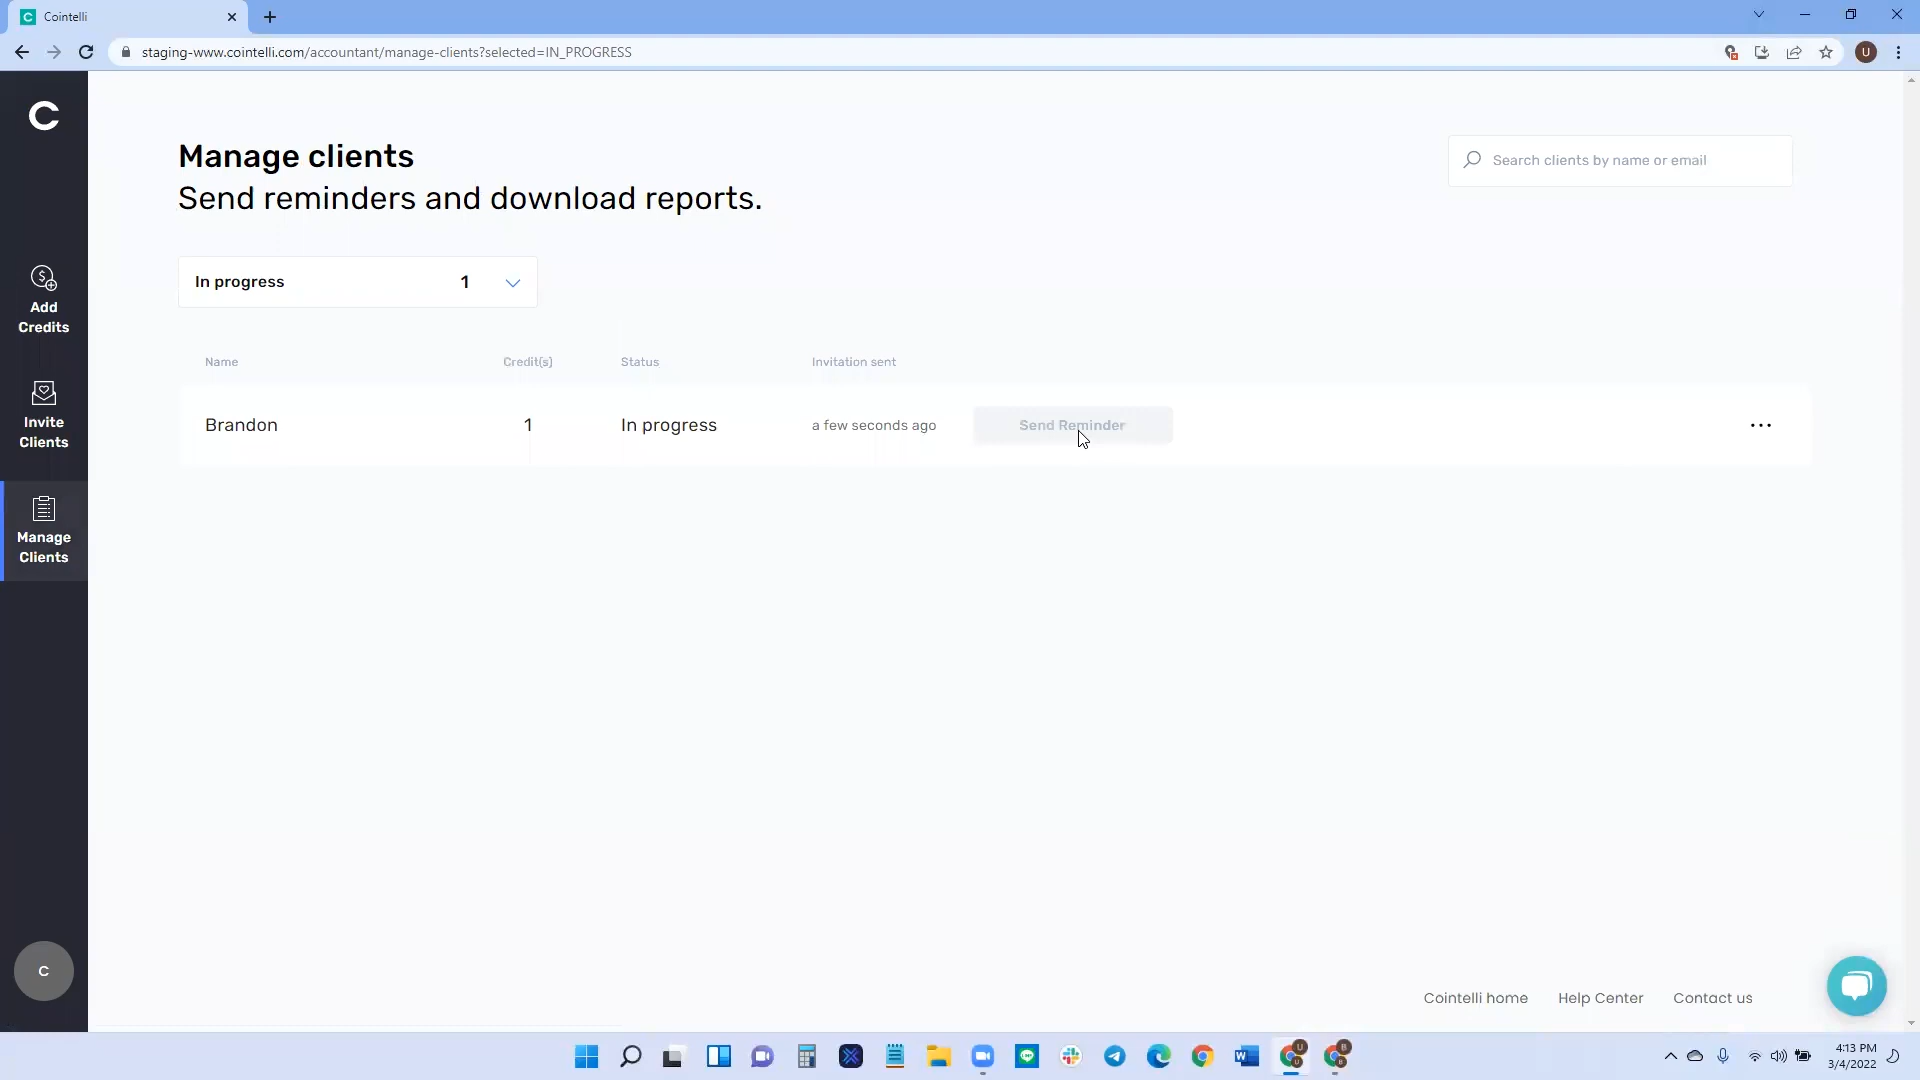 C Cointelli
staging-www.cointelli.com/accountant/manage-clients?selected=IN_PROGRESS
U
C
Manage clients
Send reminders and download reports.
Search clients by name or email
Add
Credits
Invite
Clients
Manage
Clients
In progress 1
Name Credit(s) Status Invitation sent
Brandon 1 In progress a few seconds ago Send Reminder ...
C
Cointelli home Help Center Contact us
4:13 PM
3/4/2022